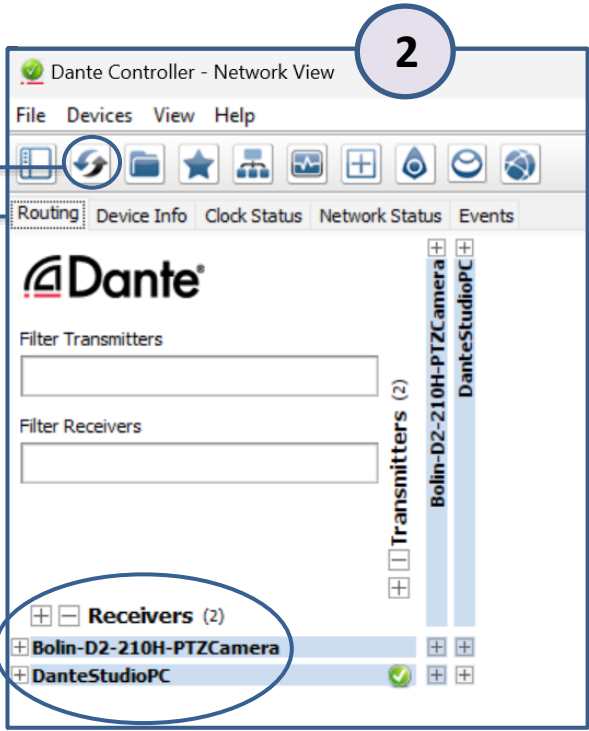 2
Dante Controller - Network View
File Devices View Help
Routing Device Info Clock Status Network Status Events
Dante®
Filter Transmitters
Filter Receivers
Transmitters (2)
Bolin-D2-210H-PTZCamera
DanteStudioPC
Receivers (2)
Bolin-D2-210H-PTZCamera
DanteStudioPC